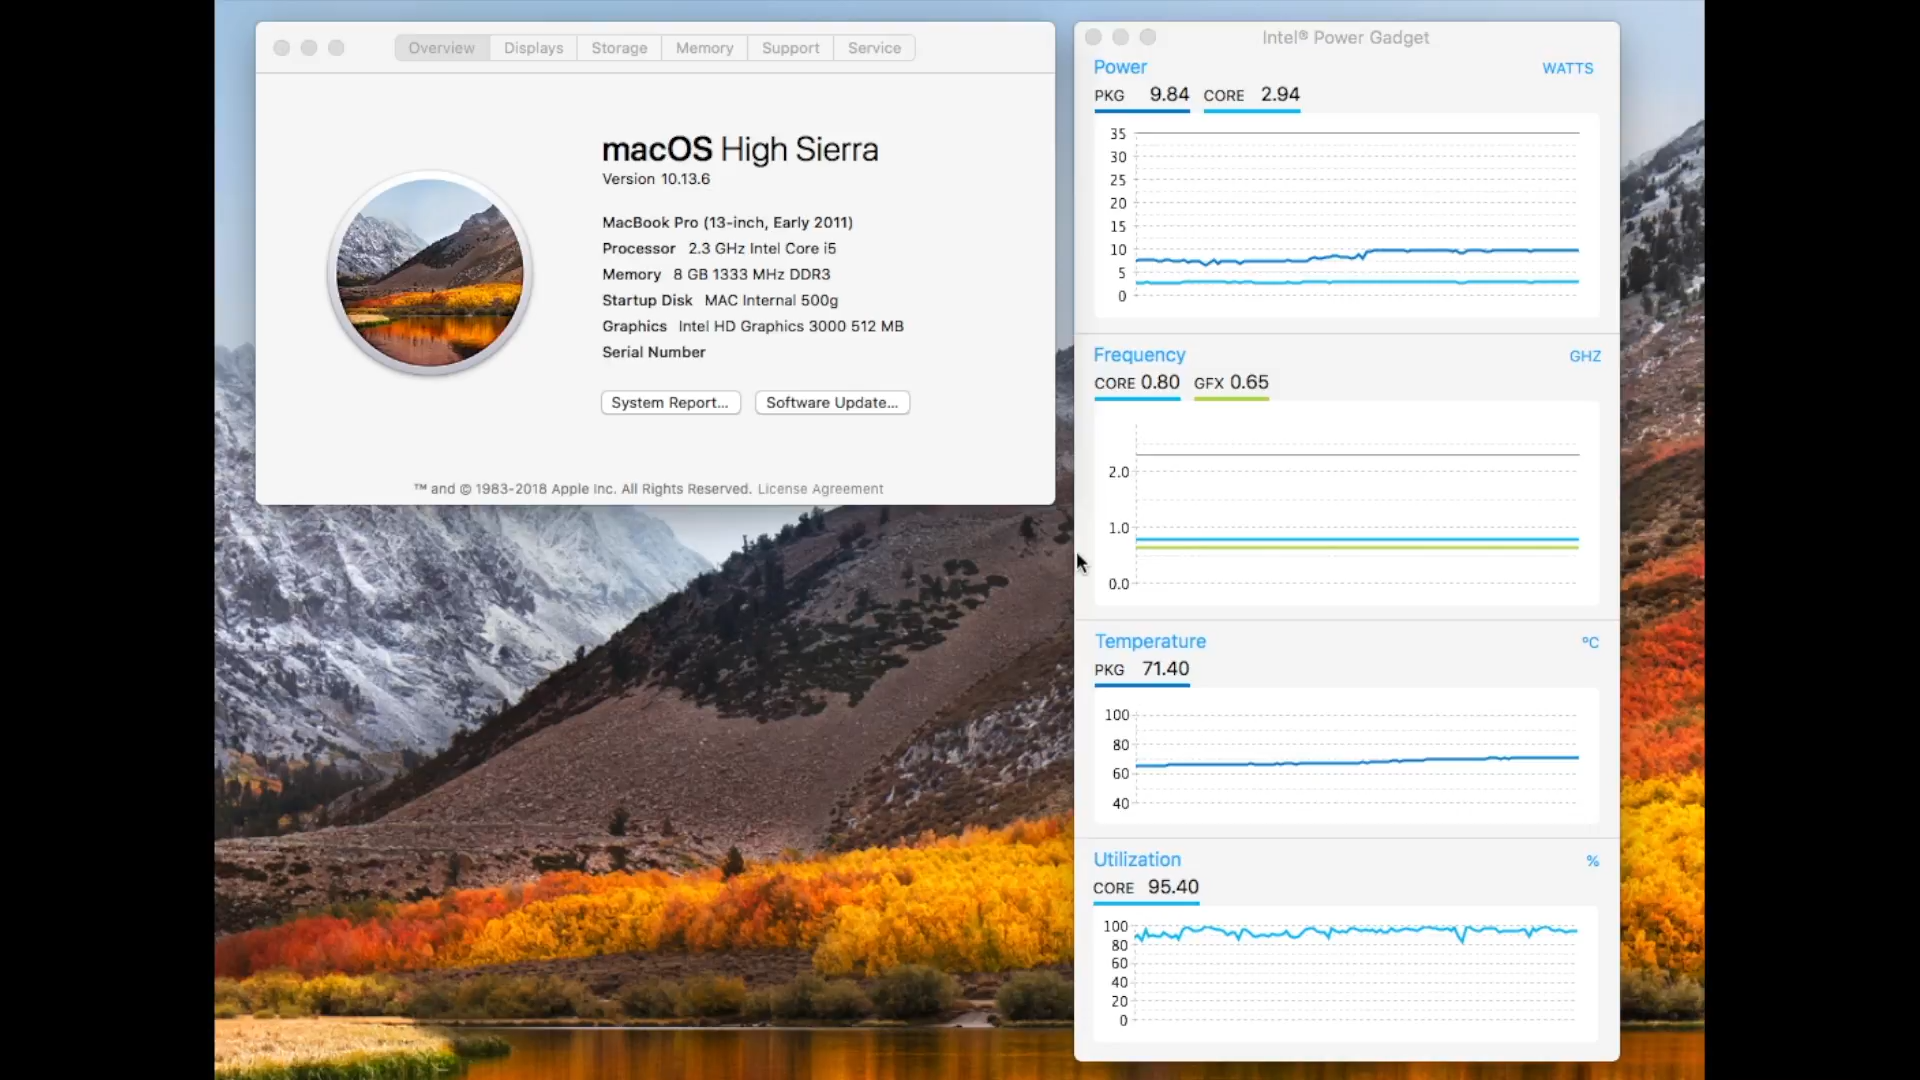 Overview Displays Storage Memory Support Service
macOS High Sierra
Version 10.13.6
MacBook Pro (13-inch, Early 2011)
Processor 2.3 GHz Intel Core i5
Memory 8 GB 1333 MHz DDR3
Startup Disk MAC Internal 500g
Graphics Intel HD Graphics 3000 512 MB
Serial Number
System Report... Software Update...
™ and © 1983-2018 Apple Inc. All Rights Reserved. License Agreement
Intel® Power Gadget
Power WATTS
PKG 9.84 CORE 2.94
35
30
25
20
15
10
5
0
Frequency GHZ
CORE 0.80 GFX 0.65
2.0
1.0
0.0
Temperature °C
PKG 71.40
100
80
60
40
Utilization %
CORE 95.40
100
80
60
40
20
0